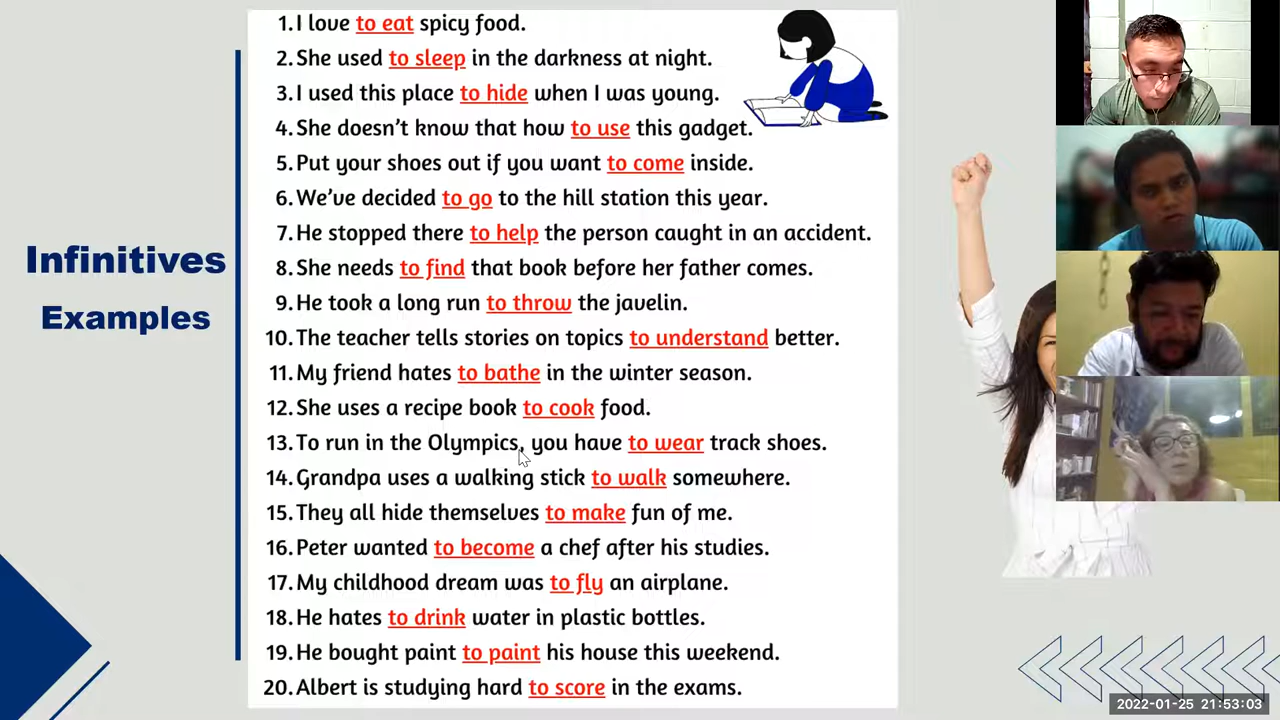 Infinitives
Examples
1. I love to eat spicy food.
2. She used to sleep in the darkness at night.
3. I used this place to hide when I was young.
4. She doesn’t know that how to use this gadget.
5. Put your shoes out if you want to come inside.
6. We’ve decided to go to the hill station this year.
7. He stopped there to help the person caught in an accident.
8. She needs to find that book before her father comes.
9. He took a long run to throw the javelin.
10. The teacher tells stories on topics to understand better.
11. My friend hates to bathe in the winter season.
12. She uses a recipe book to cook food.
13. To run in the Olympics, you have to wear track shoes.
14. Grandpa uses a walking stick to walk somewhere.
15. They all hide themselves to make fun of me.
16. Peter wanted to become a chef after his studies.
17. My childhood dream was to fly an airplane.
18. He hates to drink water in plastic bottles.
19. He bought paint to paint his house this weekend.
20. Albert is studying hard to score in the exams.
2022-01-25 21:53:03